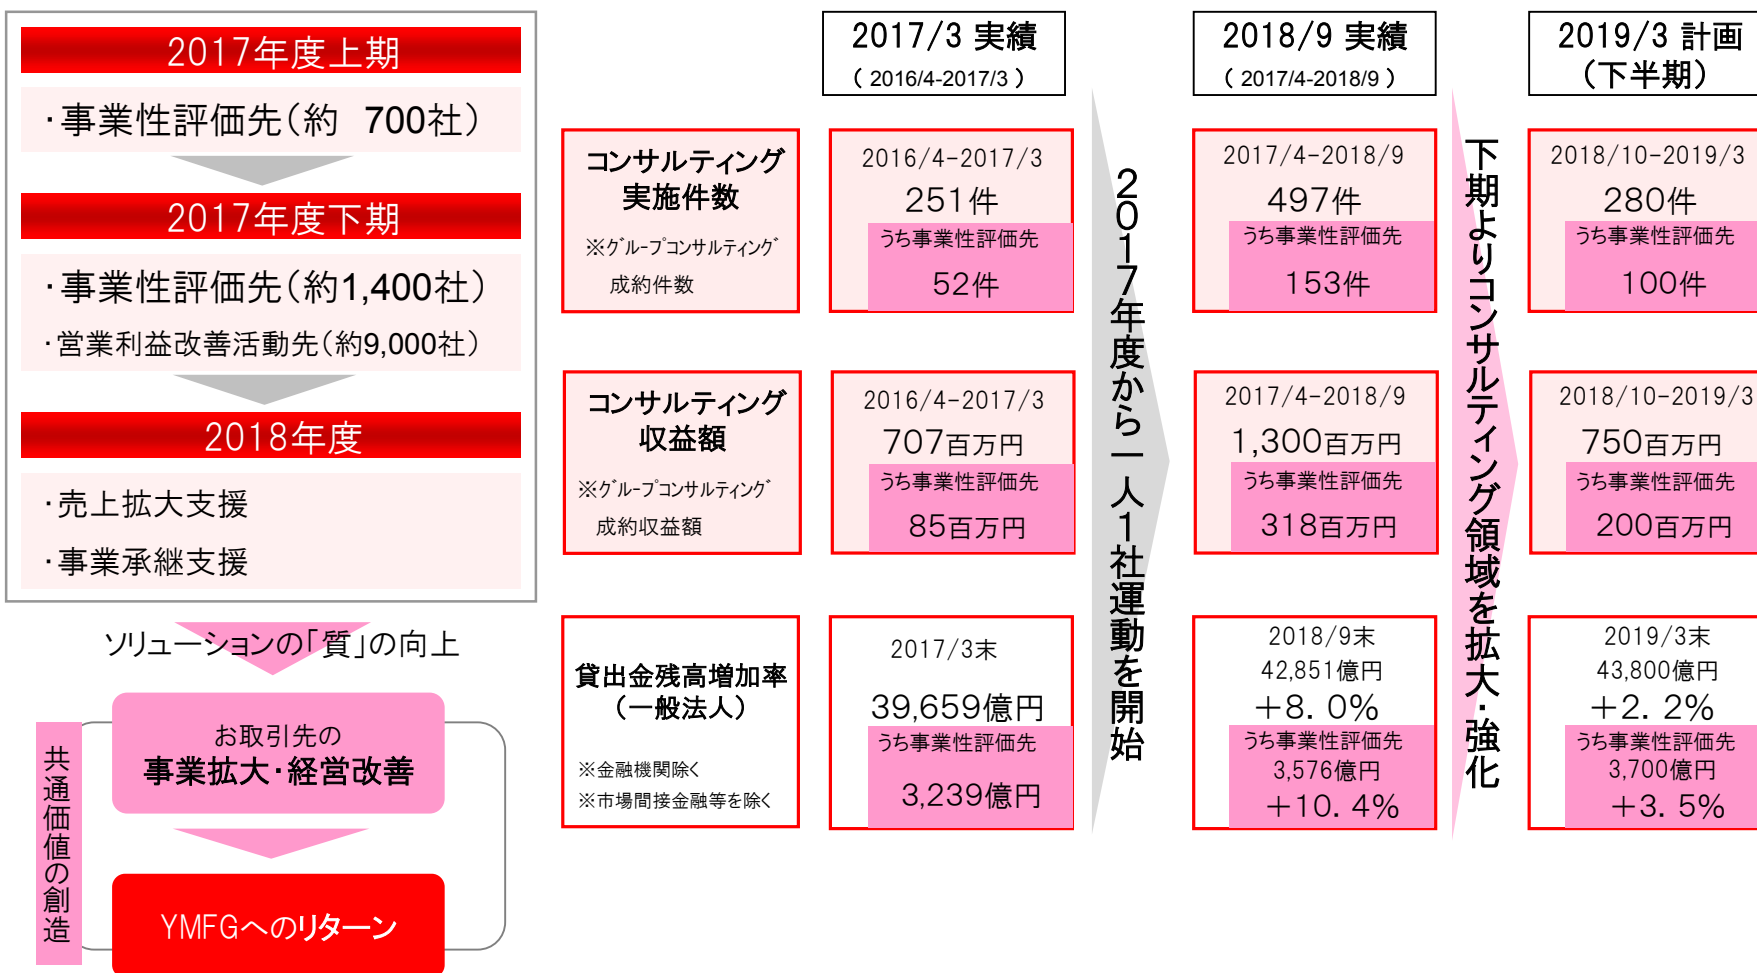 2017年度上期
・事業性評価先（約　700社）
2017年度下期
・事業性評価先（約1,400社）
・営業利益改善活動先（約9,000社）
2018年度
・売上拡大支援
・事業承継支援
ソリューションの「質」の向上
共通価値の創造
お取引先の
事業拡大・経営改善
YMFGへのリターン
2017/3 実績
（ 2016/4-2017/3 ）
2018/9 実績
（ 2017/4-2018/9 ）
2019/3 計画
（下半期）
コンサルティング
実施件数
※グループコンサルティング
成約件数
2016/4-2017/3
251件
うち事業性評価先
52件
2017/4-2018/9
497件
うち事業性評価先
153件
2018/10-2019/3
280件
うち事業性評価先
100件
コンサルティング
収益額
※グループコンサルティング
成約収益額
2016/4-2017/3
707百万円
うち事業性評価先
85百万円
2017/4-2018/9
1,300百万円
うち事業性評価先
318百万円
2018/10-2019/3
750百万円
うち事業性評価先
200百万円
貸出金残高増加率
（一般法人）
※金融機関除く
※市場間接金融等を除く
2017/3末
39,659億円
うち事業性評価先
3,239億円
2018/9末
42,851億円
＋8．0%
うち事業性評価先
3,576億円
＋10．4%
2019/3末
43,800億円
＋2．2%
うち事業性評価先
3,700億円
＋3．5%
2017年度から一人1社運動を開始
下期よりコンサルティング領域を拡大・強化